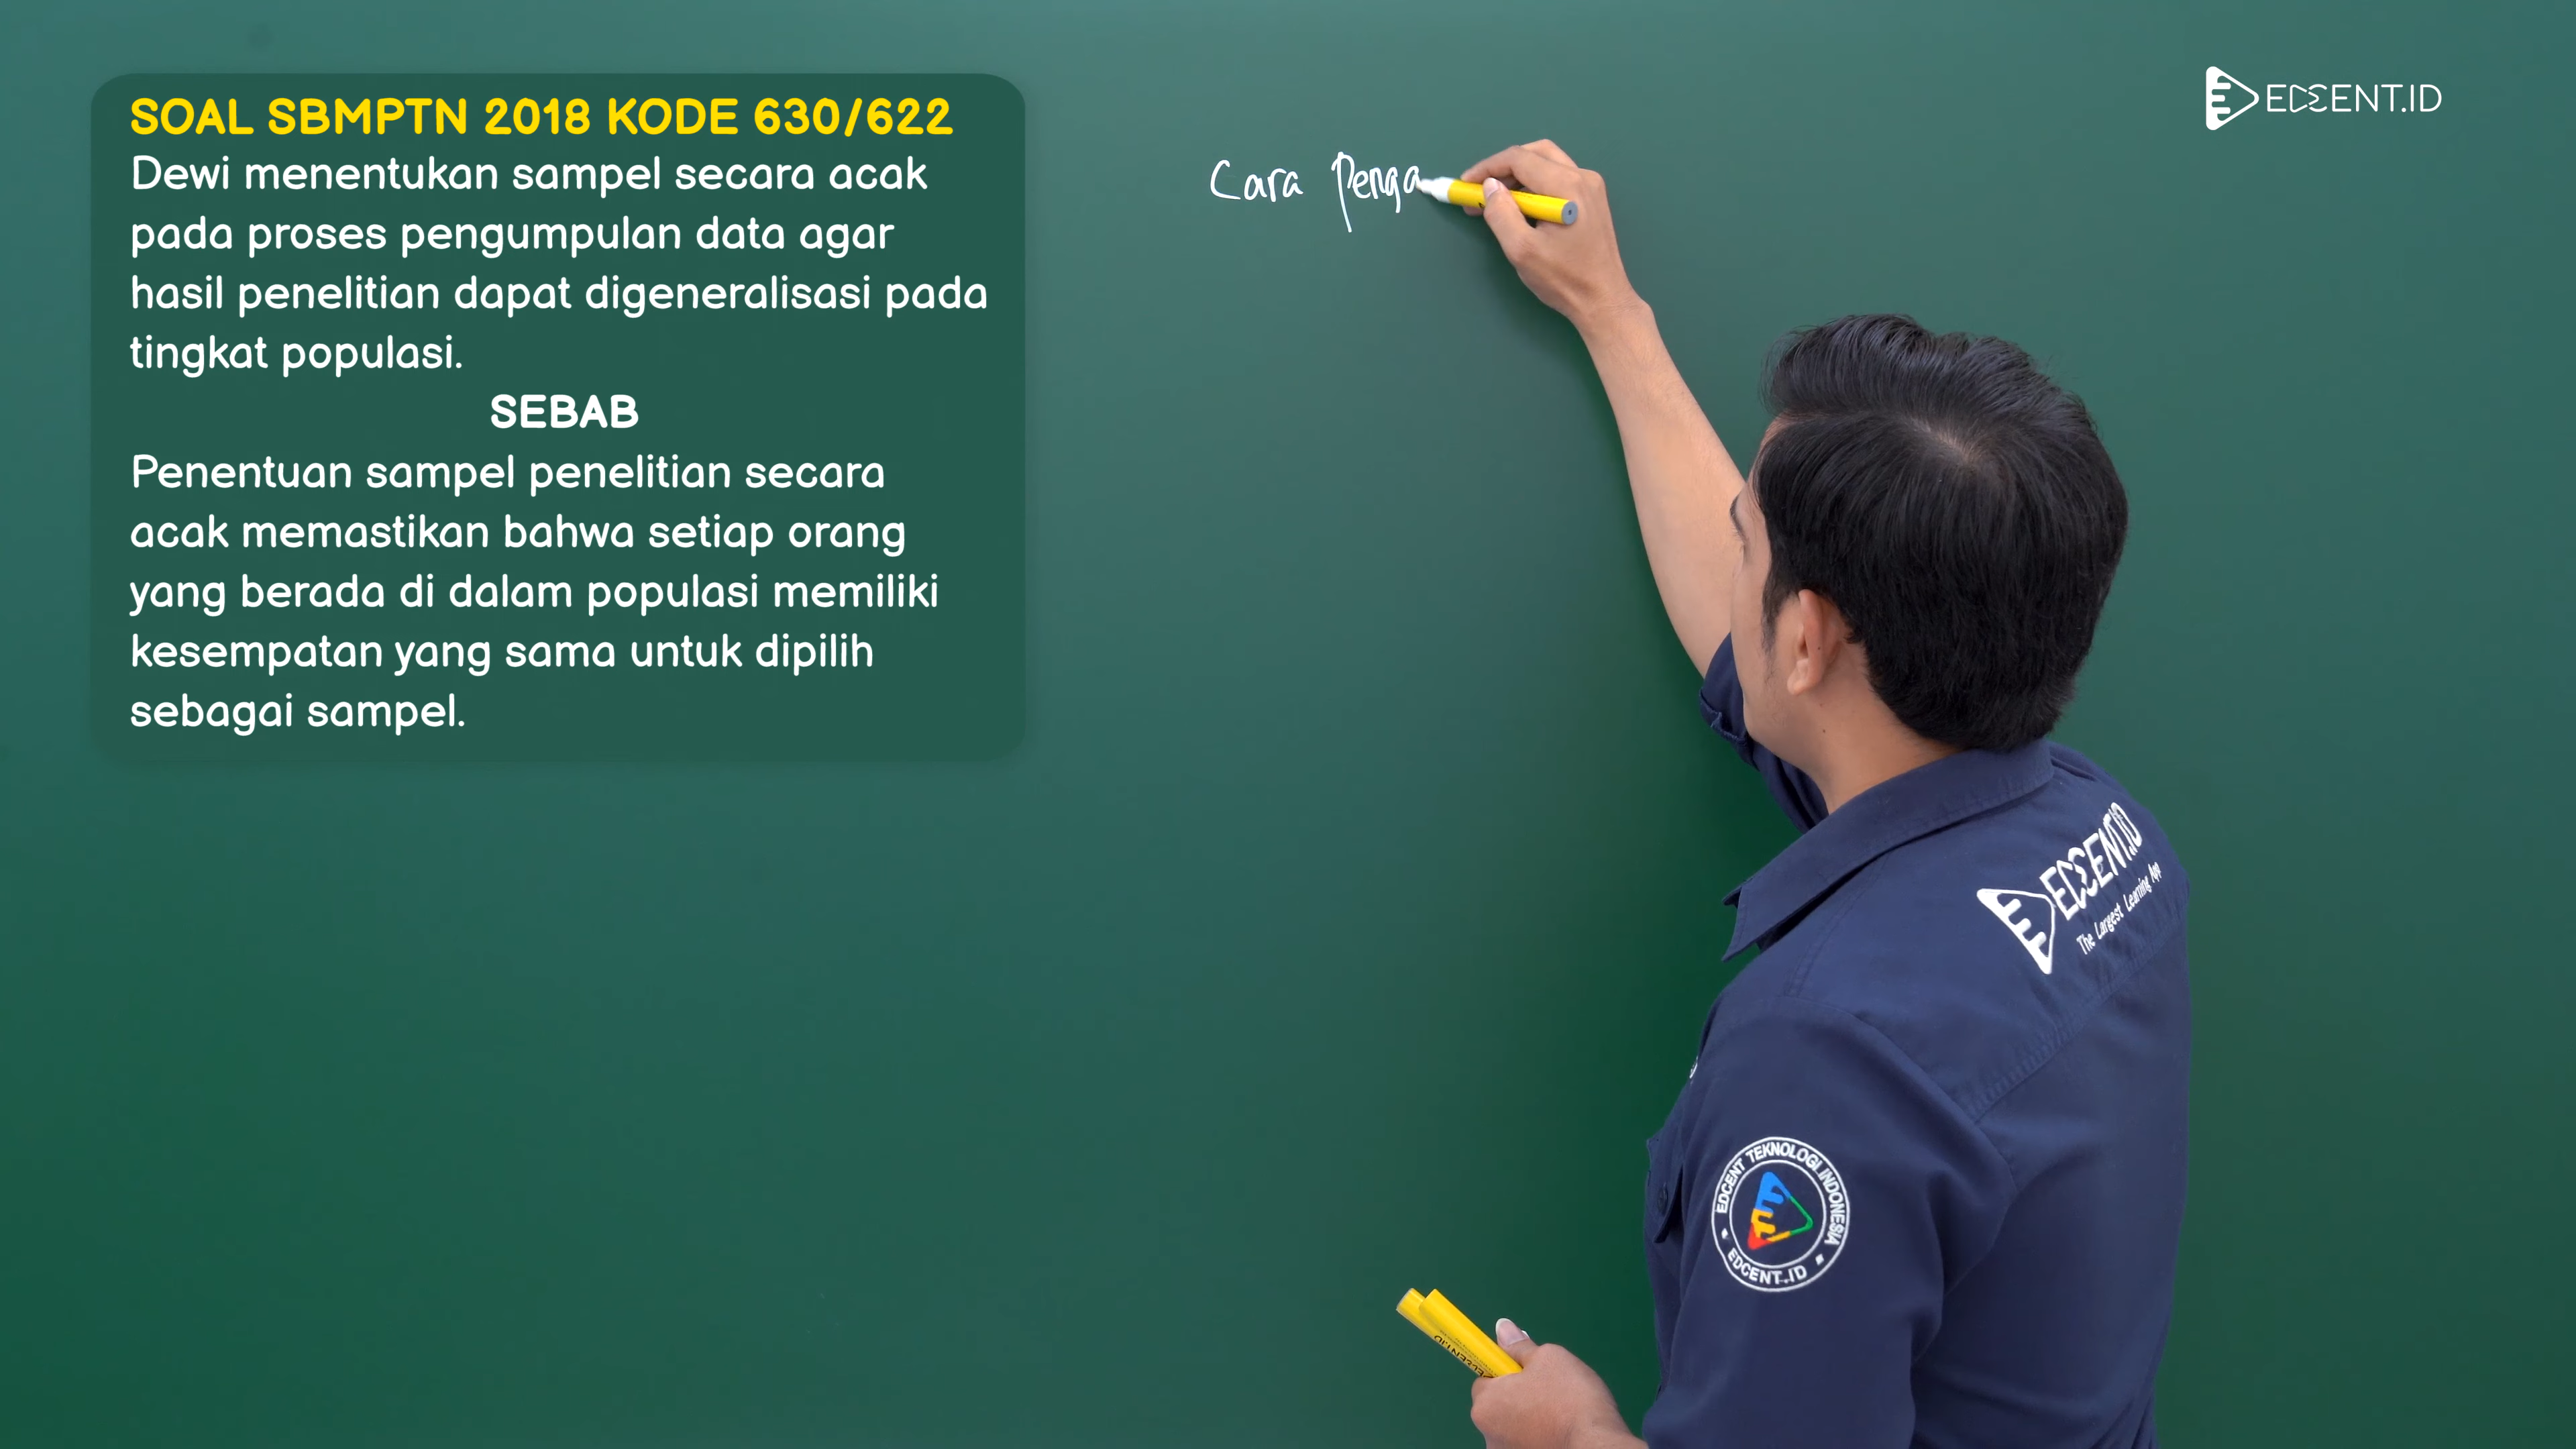 SOAL SBMPTN 2018 KODE 630/622
Dewi menentukan sampel secara acak
pada proses pengumpulan data agar
hasil penelitian dapat digeneralisasi pada
tingkat populasi.
SEBAB
Penentuan sampel penelitian secara
acak memastikan bahwa setiap orang
yang berada di dalam populasi memiliki
kesempatan yang sama untuk dipilih
sebagai sampel.
Cara Penga
EDCENT.ID
EDCENT.ID
The Largest Learning App
EDCENT TEKNOLOGI INDONESIA
EDCENT.ID
EDCENT.ID